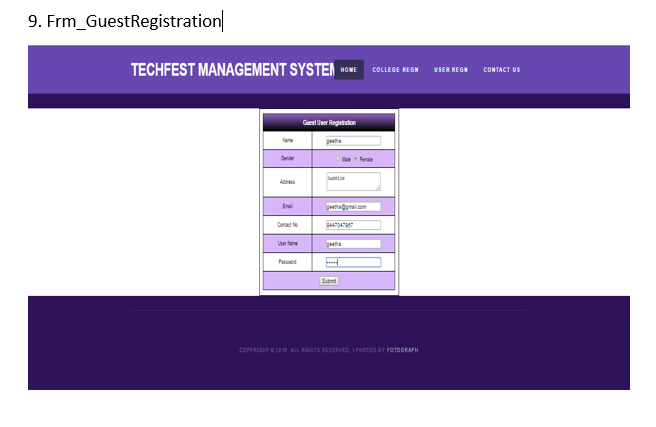 9. Frm_GuestRegistration
TECHFEST MANAGEMENT SYSTEM HOME COLLEGE REGN USER REGN CONTACT US
Guest User Registration
Name geetha
Gender Male Female
Address
Email geetha@gmail.com
Contact No 9447047967
User Name geetha
Password ••••••
Submit
COPYRIGHT © 2016. ALL RIGHTS RESERVED. | PHOTOS BY FOTOGRAPH